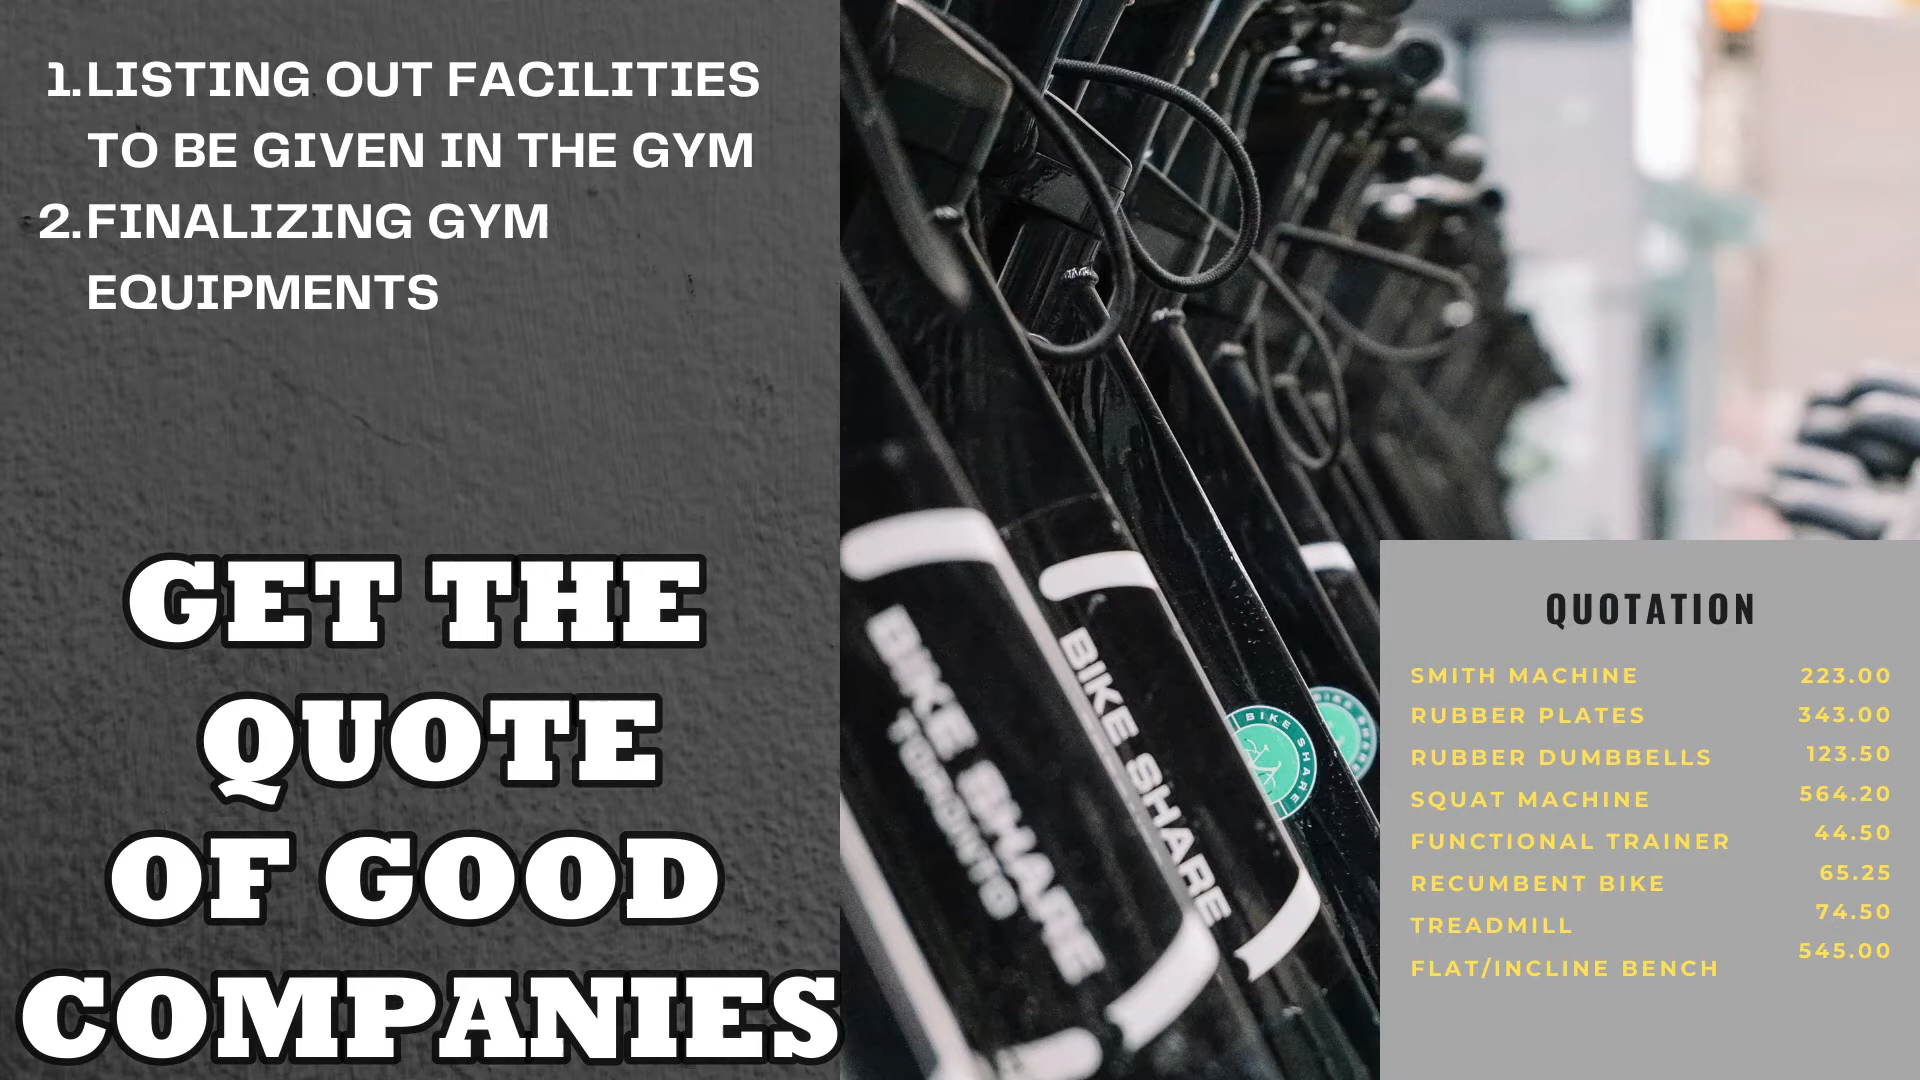 1. LISTING OUT FACILITIES
TO BE GIVEN IN THE GYM
2. FINALIZING GYM
EQUIPMENTS
GET THE
QUOTE
OF GOOD
COMPANIES
BIKE SHARE
TORONTO
BIKE SHARE
BIKE SHARE
BIKE SHARE
QUOTATION
SMITH MACHINE 223.00
RUBBER PLATES 343.00
RUBBER DUMBBELLS 123.50
SQUAT MACHINE 564.20
FUNCTIONAL TRAINER 44.50
RECUMBENT BIKE 65.25
TREADMILL 74.50
FLAT/INCLINE BENCH 545.00